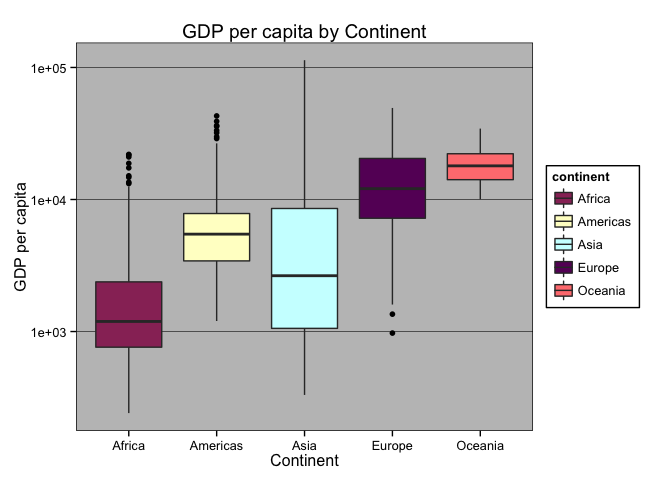 GDP per capita by Continent
GDP per capita
1e+05
1e+04
1e+03
Africa Americas Asia Europe Oceania
Continent
continent
Africa
Americas
Asia
Europe
Oceania